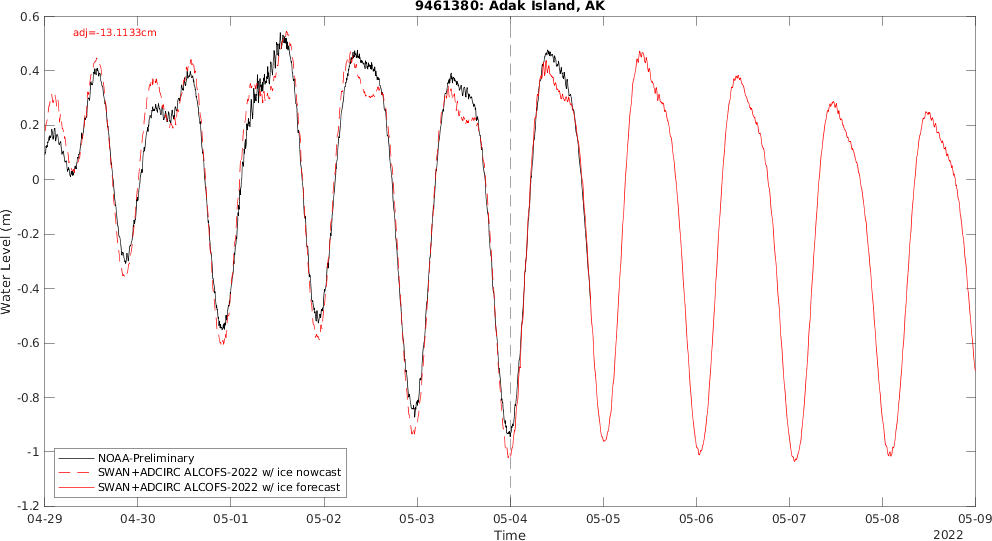 9461380: Adak Island, AK
adj=-13.1133cm
0.6
0.4
0.2
0
-0.2
-0.4
-0.6
-0.8
-1
-1.2
Water Level (m)
NOAA-Preliminary
SWAN+ADCIRC ALCOFS-2022 w/ ice nowcast
SWAN+ADCIRC ALCOFS-2022 w/ ice forecast
04-29 04-30 05-01 05-02 05-03 05-04 05-05 05-06 05-07 05-08 05-09
Time
2022